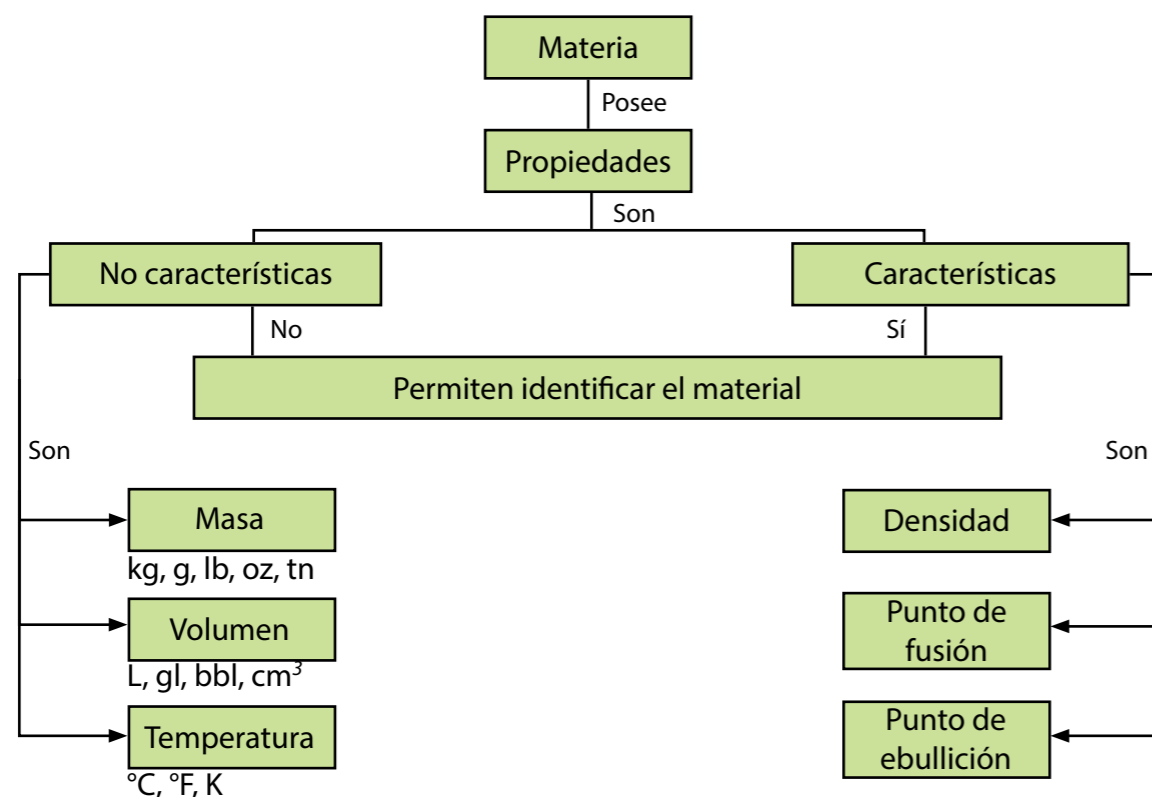 Materia
Posee
Propiedades
Son
No características
Características
No
Sí
Permiten identificar el material
Son
Son
Masa
kg, g, lb, oz, tn
Volumen
L, gl, bbl, cm³
Temperatura
°C, °F, K
Densidad
Punto de
fusión
Punto de
ebullición